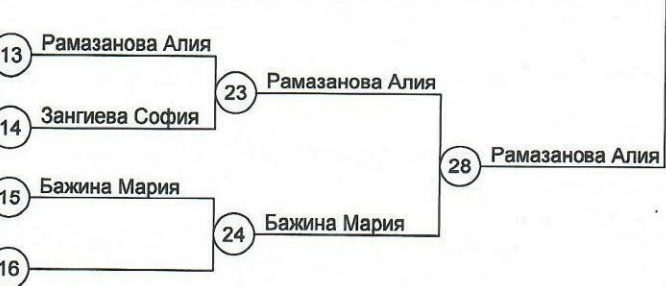 13 Рамазанова Алия
23 Рамазанова Алия
14 Зангиева София
28 Рамазанова Алия
15 Бажина Мария
24 Бажина Мария
16